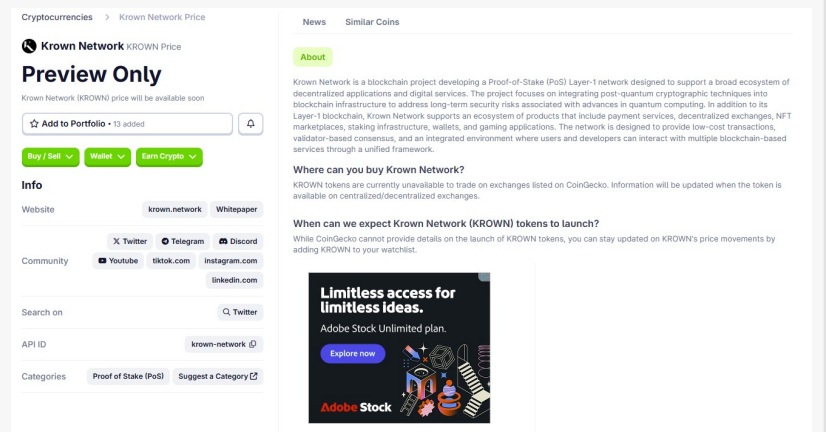 Cryptocurrencies > Krown Network Price
Krown Network KROWN Price
Preview Only
Krown Network (KROWN) price will be available soon
Add to Portfolio • 13 added
Buy / Sell
Wallet
Earn Crypto
Info
Website krown.network Whitepaper
Community Twitter Telegram Discord
Youtube tiktok.com instagram.com
linkedin.com
Search on Twitter
API ID krown-network
Categories Proof of Stake (PoS) Suggest a Category
News Similar Coins
About
Krown Network is a blockchain project developing a Proof-of-Stake (PoS) Layer-1 network designed to support a broad ecosystem of
decentralized applications and digital services. The project focuses on integrating post-quantum cryptographic techniques into
blockchain infrastructure to address long-term security risks associated with advances in quantum computing. In addition to its
Layer-1 blockchain, Krown Network supports an ecosystem of products that include payment services, decentralized exchanges, NFT
marketplaces, staking infrastructure, wallets, and gaming applications. The network is designed to provide low-cost transactions,
validator-based consensus, and an integrated environment where users and developers can interact with multiple blockchain-based
services through a unified framework.
Where can you buy Krown Network?
KROWN tokens are currently unavailable to trade on exchanges listed on CoinGecko. Information will be updated when the token is
available on centralized/decentralized exchanges.
When can we expect Krown Network (KROWN) tokens to launch?
While CoinGecko cannot provide details on the launch of KROWN tokens, you can stay updated on KROWN's price movements by
adding KROWN to your watchlist.
Limitless access for
limitless ideas.
Adobe Stock Unlimited plan.
Explore now
Adobe Stock